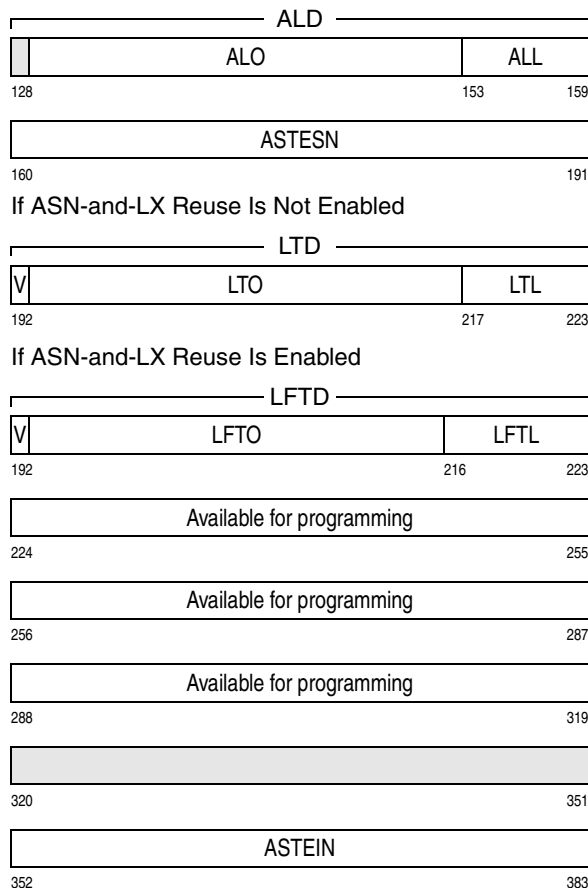 ALD
ALO ALL
128 153 159
ASTESN
160 191
If ASN-and-LX Reuse Is Not Enabled
LTD
V LTO LTL
192 217 223
If ASN-and-LX Reuse Is Enabled
LFTD
V LFTO LFTL
192 216 223
Available for programming
224 255
Available for programming
256 287
Available for programming
288 319
320 351
ASTEIN
352 383